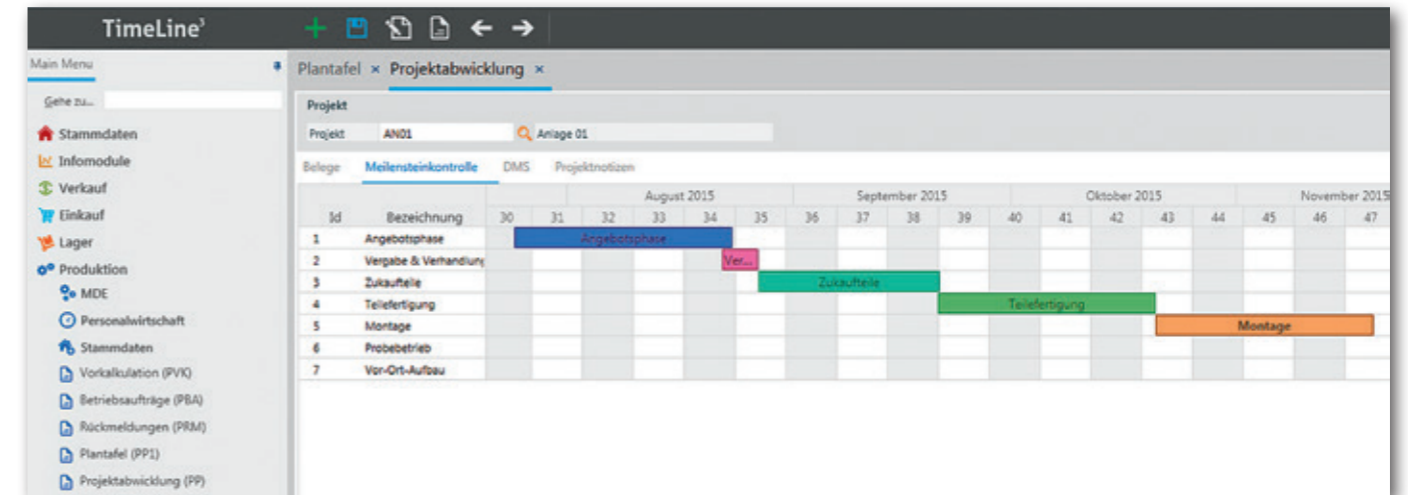 TimeLine³
Main Menu
Gehe zu...
Stammdaten
Infomodule
Verkauf
Einkauf
Lager
Produktion
MDE
Personalwirtschaft
Stammdaten
Vorkalkulation (PVK)
Betriebsaufträge (PBA)
Rückmeldungen (PRM)
Plantafel (PP1)
Projektabwicklung (PP)
Plantafel × Projektabwicklung ×
Projekt
Projekt AN01 Anlage 01
Belege Meilensteinkontrolle DMS Projektnotizen
August 2015 September 2015 Oktober 2015 November 2015
Id Bezeichnung 30 31 32 33 34 35 36 37 38 39 40 41 42 43 44 45 46 47
1 Angebotsphase Angebotsphase
2 Vergabe & Verhandlung Ver...
3 Zukaufteile Zukaufteile
4 Teilefertigung Teilefertigung
5 Montage Montage
6 Probebetrieb
7 Vor-Ort-Aufbau